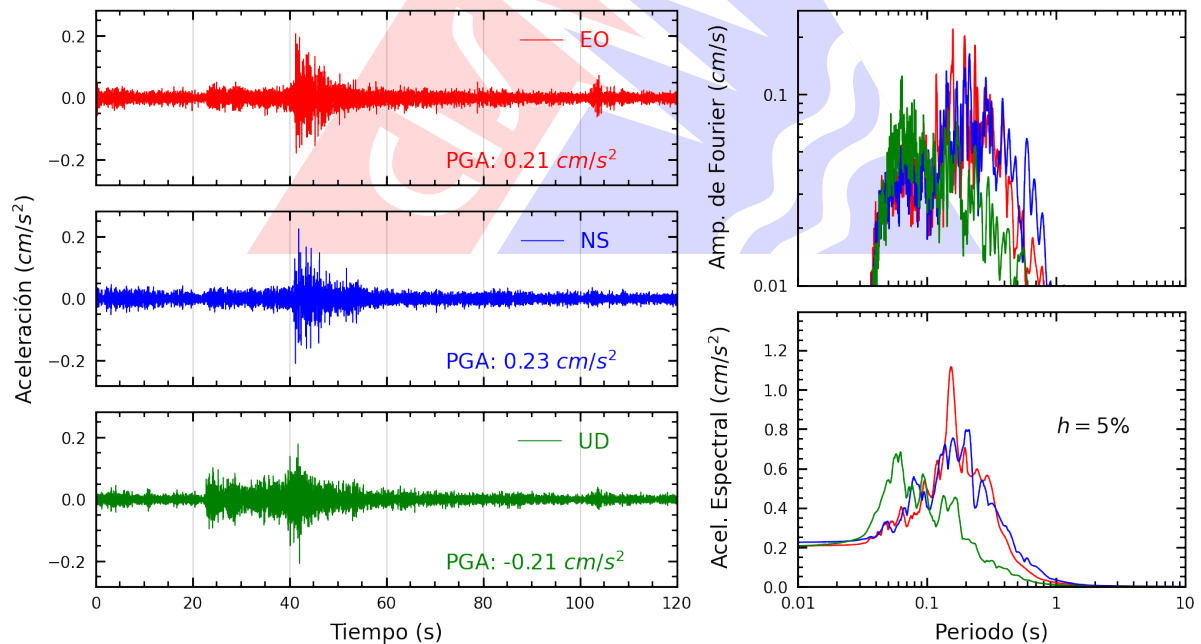 Aceleración (cm/s²)
0.2
0.0
−0.2
EO
PGA: 0.21 cm/s²
0.2
0.0
−0.2
NS
PGA: 0.23 cm/s²
0.2
0.0
−0.2
UD
PGA: -0.21 cm/s²
0 20 40 60 80 100 120
Tiempo (s)
Amp. de Fourier (cm/s)
0.1
0.01
Acel. Espectral (cm/s²)
1.2
1.0
0.8
0.6
0.4
0.2
0.0
h = 5%
0.01 0.1 1 10
Periodo (s)